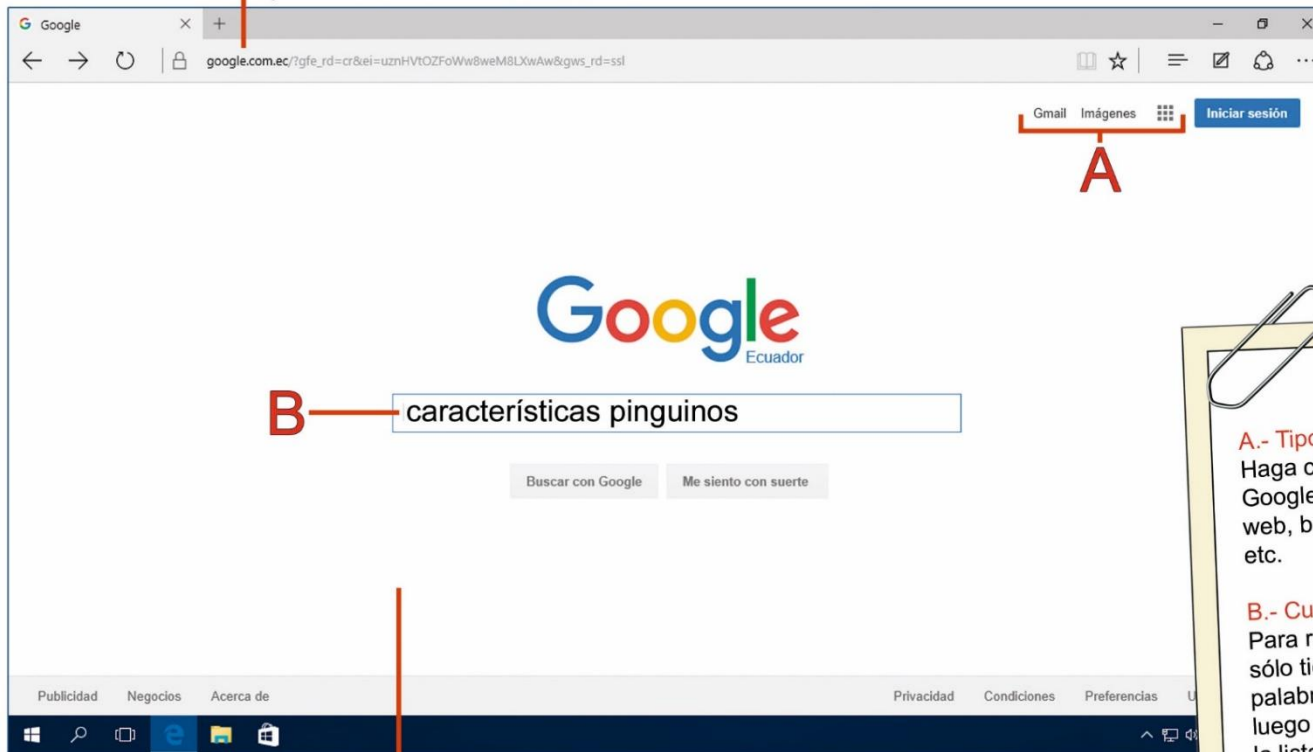 Google
google.com.ec/?gfe_rd=cr&ei=uznHVtOZFoWw8weM8LXwAw&gws_rd=ssl
Gmail Imágenes Iniciar sesión
A
Google
Ecuador
B
características pinguinos
Buscar con Google Me siento con suerte
Publicidad Negocios Acerca de Privacidad Condiciones Preferencias
A.- Tipo
Haga c
Google
web, b
etc.
B.- Cu
Para r
sólo ti
palabr
luego